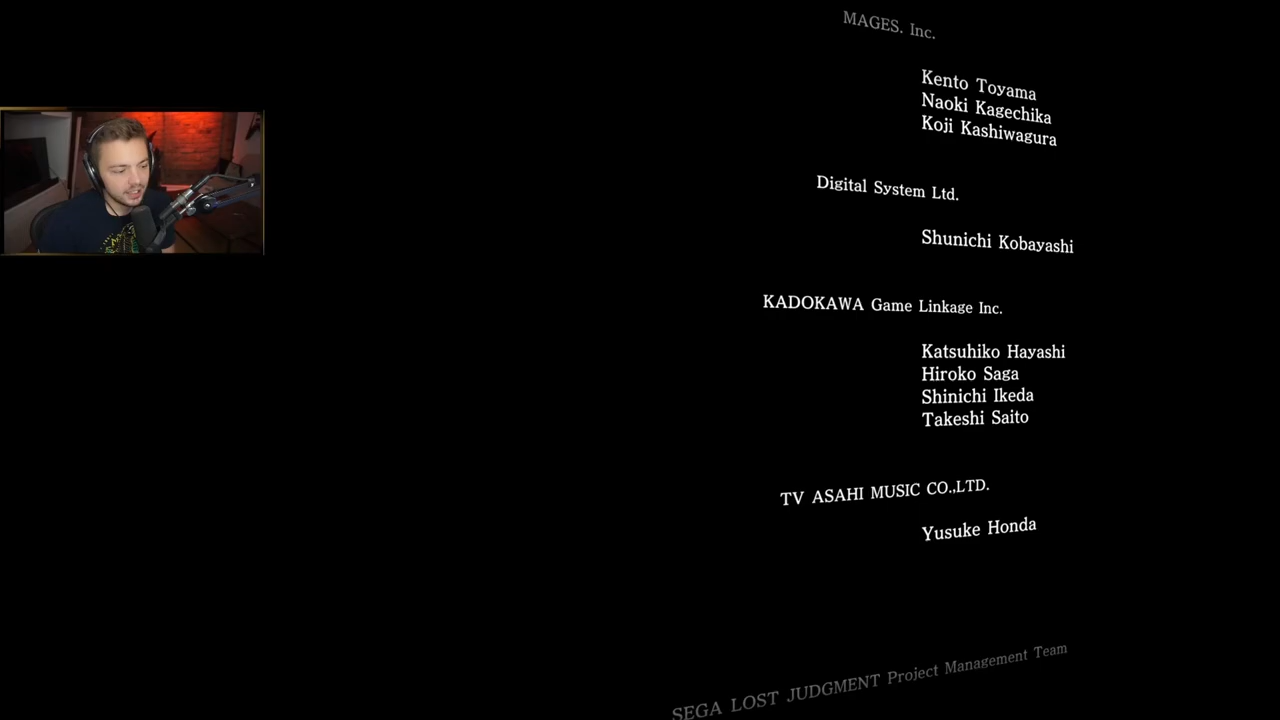 MAGES. Inc.
Kento Toyama
Naoki Kagechika
Koji Kashiwagura
Digital System Ltd.
Shunichi Kobayashi
KADOKAWA Game Linkage Inc.
Katsuhiko Hayashi
Hiroko Saga
Shinichi Ikeda
Takeshi Saito
TV ASAHI MUSIC CO.,LTD.
Yusuke Honda
SEGA LOST JUDGMENT Project Management Team